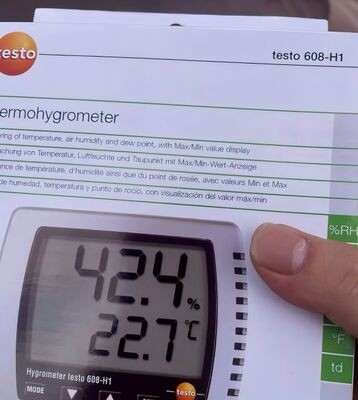 testo
testo 608-H1
ermohygrometer
ring of temperature, air humidity and dew point, with Max/Min value display
achung von Temperatur, Luftfeuchte und Taupunkt mit Max/Min-Wert-Anzeige
ance de température, d'humidité ainsi que du point de rosée, avec valeurs Min et Max
de humedad, temperatura y punto de rocío, con visualización del valor max/min
%RH
42.4 %
22.7 °C
°F
td
Hygrometer testo 608-H1
testo
MODE